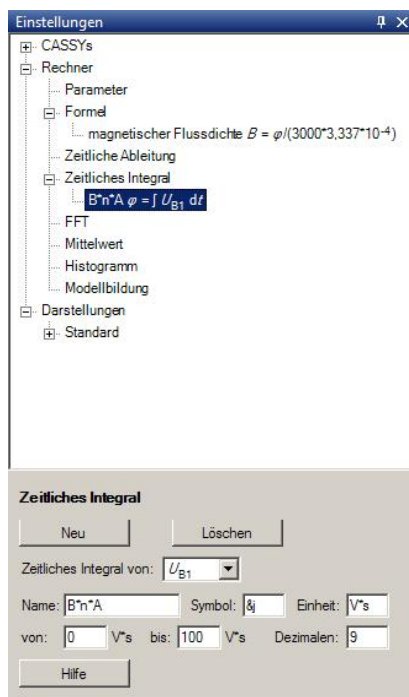 Einstellungen
CASSYs
Rechner
Parameter
Formel
magnetischer Flussdichte B = φ/(3000*3,337*10⁻⁴)
Zeitliche Ableitung
Zeitliches Integral
B*n*A φ = ∫ U_B1 dt
FFT
Mittelwert
Histogramm
Modellbildung
Darstellungen
Standard
Zeitliches Integral
Neu Löschen
Zeitliches Integral von: U_B1
Name: B*n*A Symbol: &j Einheit: V*s
von: 0 V*s bis: 100 V*s Dezimalen: 9
Hilfe